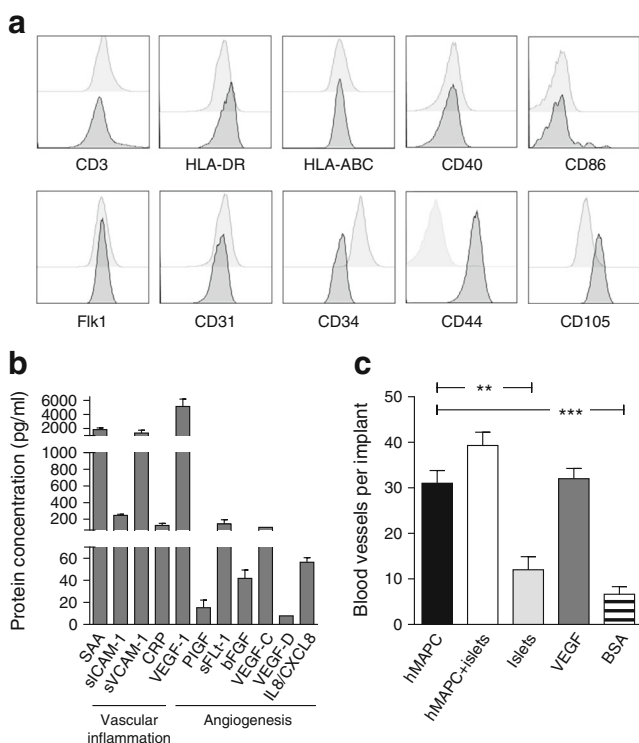 a
CD3 HLA-DR HLA-ABC CD40 CD86
Flk1 CD31 CD34 CD44 CD105
b
Protein concentration (pg/ml)
6000
4000
2000
0
1000
800
600
400
200
60
40
20
0
SAA
sICAM-1
sVCAM-1
CRP
VEGF-1
PlGF
sFLt-1
bFGF
VEGF-C
VEGF-D
IL8/CXCL8
Vascular
inflammation
Angiogenesis
c
Blood vessels per implant
50
40
30
20
10
0
**
***
hMAPC
hMAPC+islets
Islets
VEGF
BSA